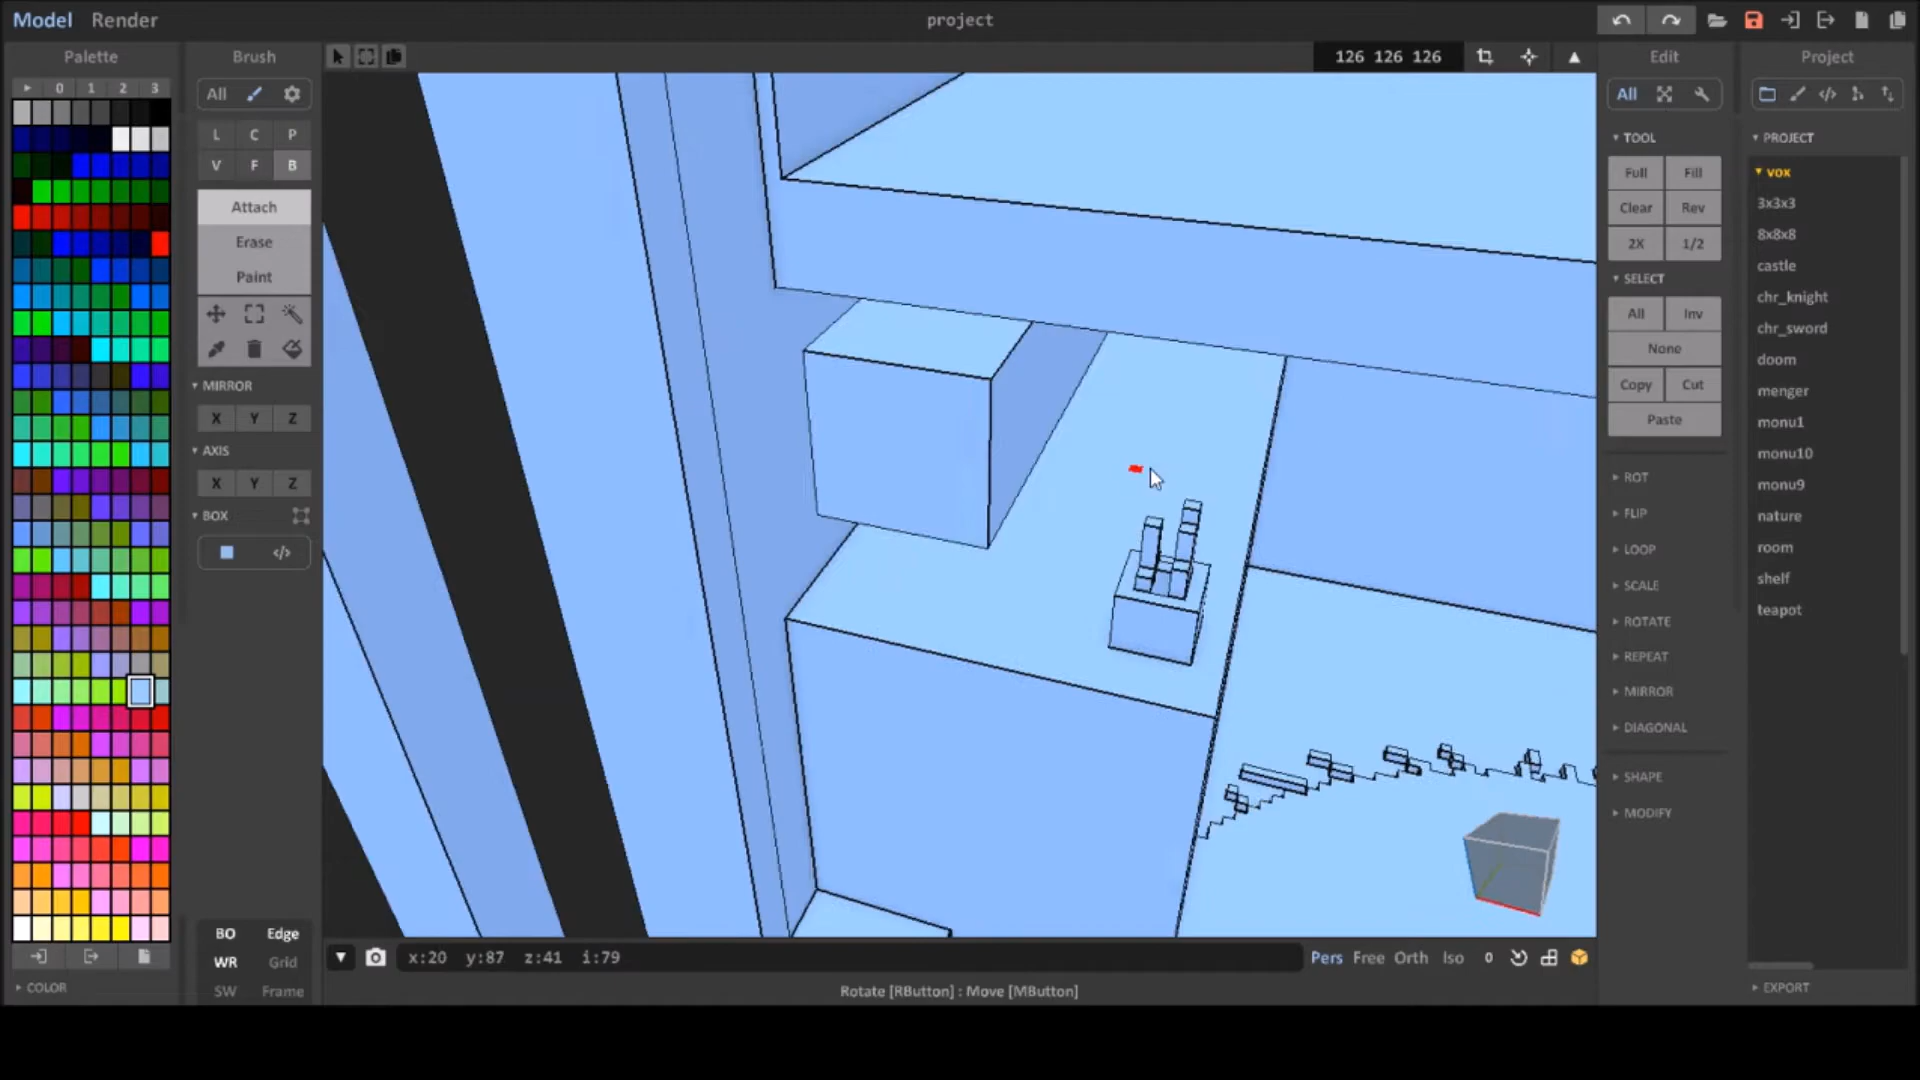 Model Render
project
Palette
Brush
126 126 126
Edit
Project
0 1 2 3
All
All
L C P
V F B
Attach
Erase
Paint
MIRROR
X Y Z
AXIS
X Y Z
BOX
</>
TOOL
Full Fill
Clear Rev
2X 1/2
SELECT
All Inv
None
Copy Cut
Paste
ROT
FLIP
LOOP
SCALE
ROTATE
REPEAT
MIRROR
DIAGONAL
SHAPE
MODIFY
</>
PROJECT
vox
3x3x3
8x8x8
castle
chr_knight
chr_sword
doom
menger
monu1
monu10
monu9
nature
room
shelf
teapot
BO Edge
WR Grid
SW Frame
COLOR
x:20 y:87 z:41 i:79
Pers Free Orth Iso 0
Rotate [RButton] : Move [MButton]
EXPORT